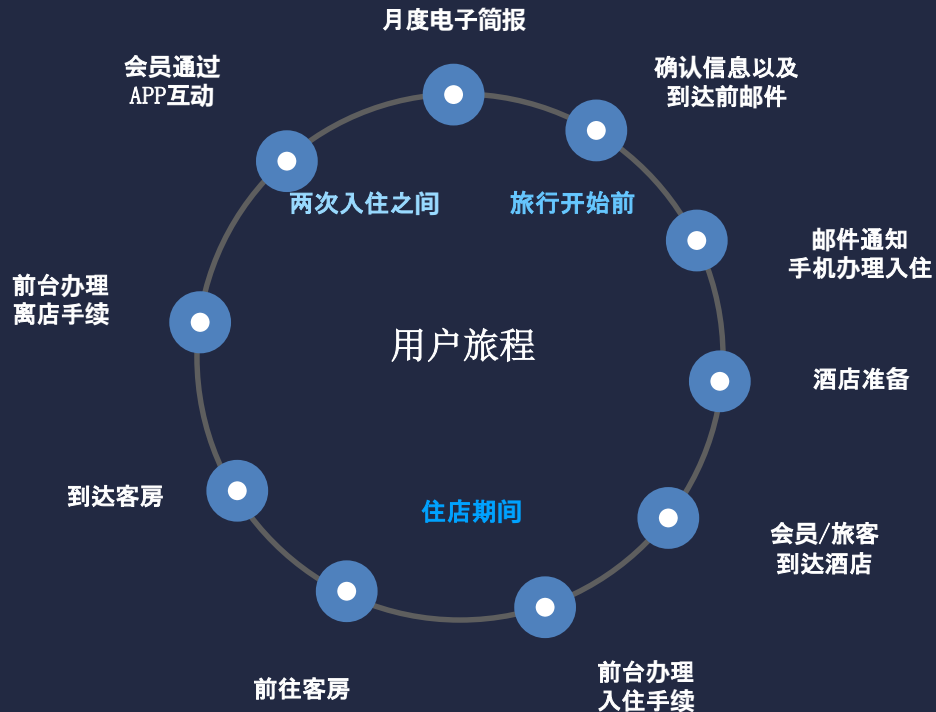 月度电子简报
会员通过
APP互动
确认信息以及
到达前邮件
两次入住之间
旅行开始前
邮件通知
手机办理入住
前台办理
离店手续
用户旅程
酒店准备
到达客房
住店期间
会员/旅客
到达酒店
前往客房
前台办理
入住手续